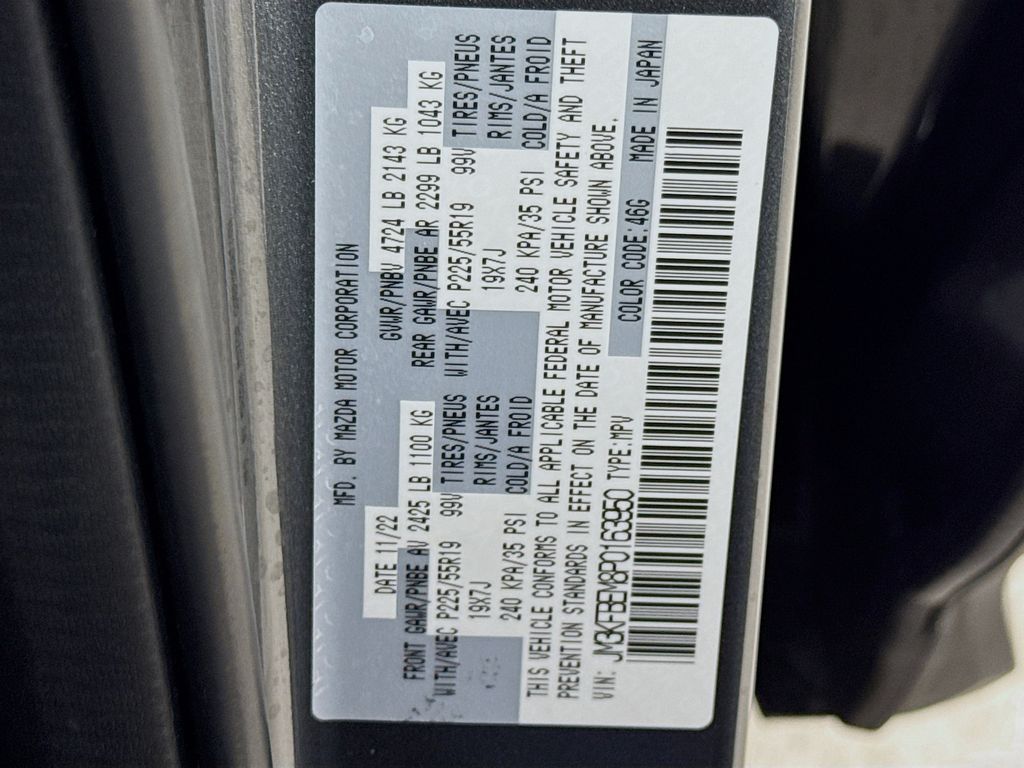 MFD. BY MAZDA MOTOR CORPORATION
DATE 11/22 GVWR/PNBV 4724 LB 2143 KG
FRONT GAWR/PNBE AV 2425 LB 1100 KG REAR GAWR/PNBE AR 2299 LB 1043 KG
WITH/AVEC P225/55R19 99V TIRES/PNEUS WITH/AVEC P225/55R19 99V TIRES/PNEUS
19X7J RIMS/JANTES 19X7J RIMS/JANTES
240 KPA/35 PSI COLD/A FROID 240 KPA/35 PSI COLD/A FROID
THIS VEHICLE CONFORMS TO ALL APPLICABLE FEDERAL MOTOR VEHICLE SAFETY AND THEFT
PREVENTION STANDARDS IN EFFECT ON THE DATE OF MANUFACTURE SHOWN ABOVE.
VIN: JM3KFBEM8P0163950 TYPE:MPV COLOR CODE:46G MADE IN JAPAN